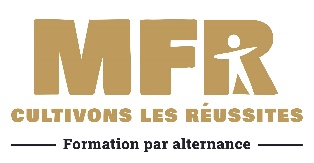 MFR
CULTIVONS LES RÉUSSITES
Formation par alternance